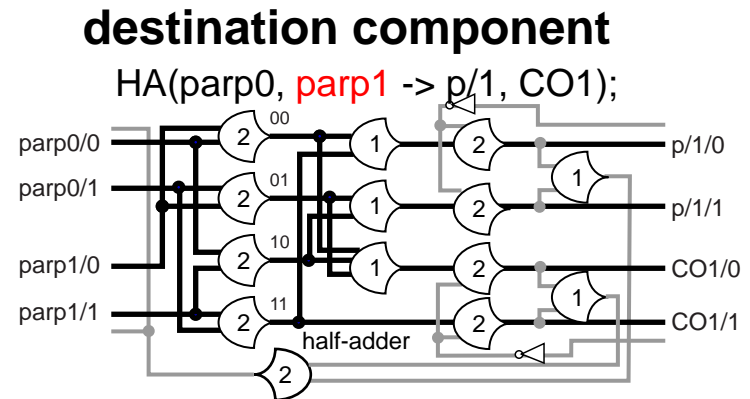 destination component
HA(parp0, parp1 -> p/1, CO1);
00
parp0/0
2
1
2
p/1/0
1
parp0/1
01
2
1
2
p/1/1
10
parp1/0
2
1
2
CO1/0
1
parp1/1
11
2
2
CO1/1
half-adder
2